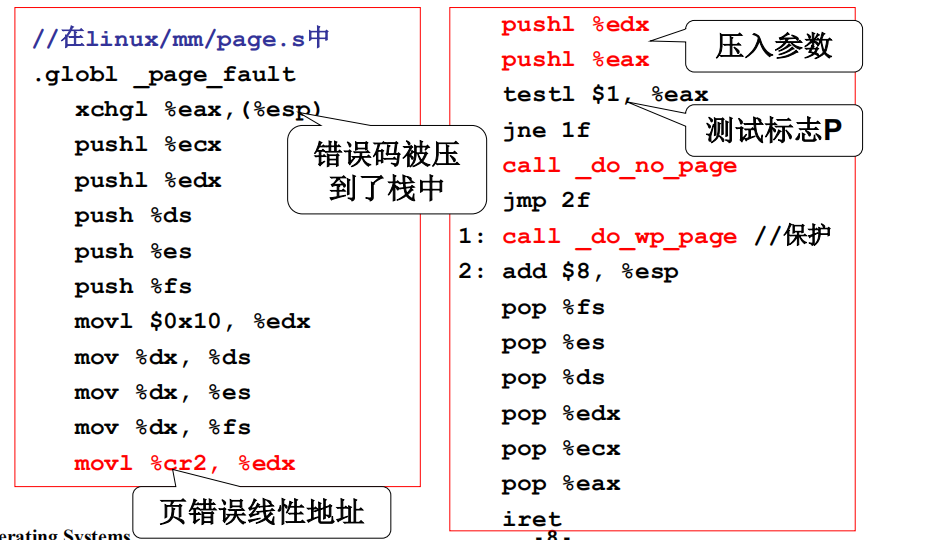 //在linux/mm/page.s中
.globl _page_fault
xchgl %eax,(%esp)
pushl %ecx
pushl %edx
push %ds
push %es
push %fs
movl $0x10, %edx
mov %dx, %ds
mov %dx, %es
mov %dx, %fs
movl %cr2, %edx
错误码被压
到了栈中
页错误线性地址
pushl %edx
pushl %eax
testl $1, %eax
jne 1f
call _do_no_page
jmp 2f
1: call _do_wp_page //保护
2: add $8, %esp
pop %fs
pop %es
pop %ds
pop %edx
pop %ecx
pop %eax
iret
压入参数
测试标志P
erating Systems
-8-